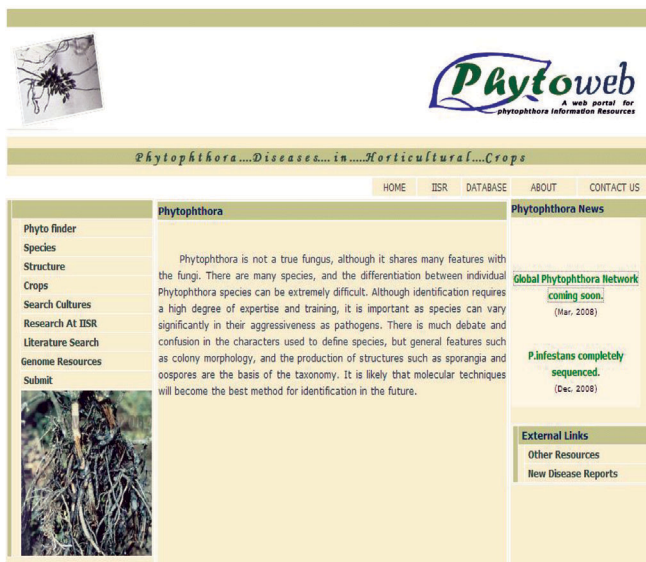 Phytoweb
A web portal for
phytophthora Information Resources
Phytophthora....Diseases.... in.....Horticultural....Crops
HOME IISR DATABASE ABOUT CONTACT US
Phyto finder
Species
Structure
Crops
Search Cultures
Research At IISR
Literature Search
Genome Resources
Submit
Phytophthora
Phytophthora is not a true fungus, although it shares many features with
the fungi. There are many species, and the differentiation between individual
Phytophthora species can be extremely difficult. Although identification requires
a high degree of expertise and training, it is important as species can vary
significantly in their aggressiveness as pathogens. There is much debate and
confusion in the characters used to define species, but general features such
as colony morphology, and the production of structures such as sporangia and
oospores are the basis of the taxonomy. It is likely that molecular techniques
will become the best method for identification in the future.
Phytophthora News
Global Phytophthora Network
coming soon.
(Mar, 2008)
P.infestans completely
sequenced.
(Dec, 2008)
External Links
Other Resources
New Disease Reports